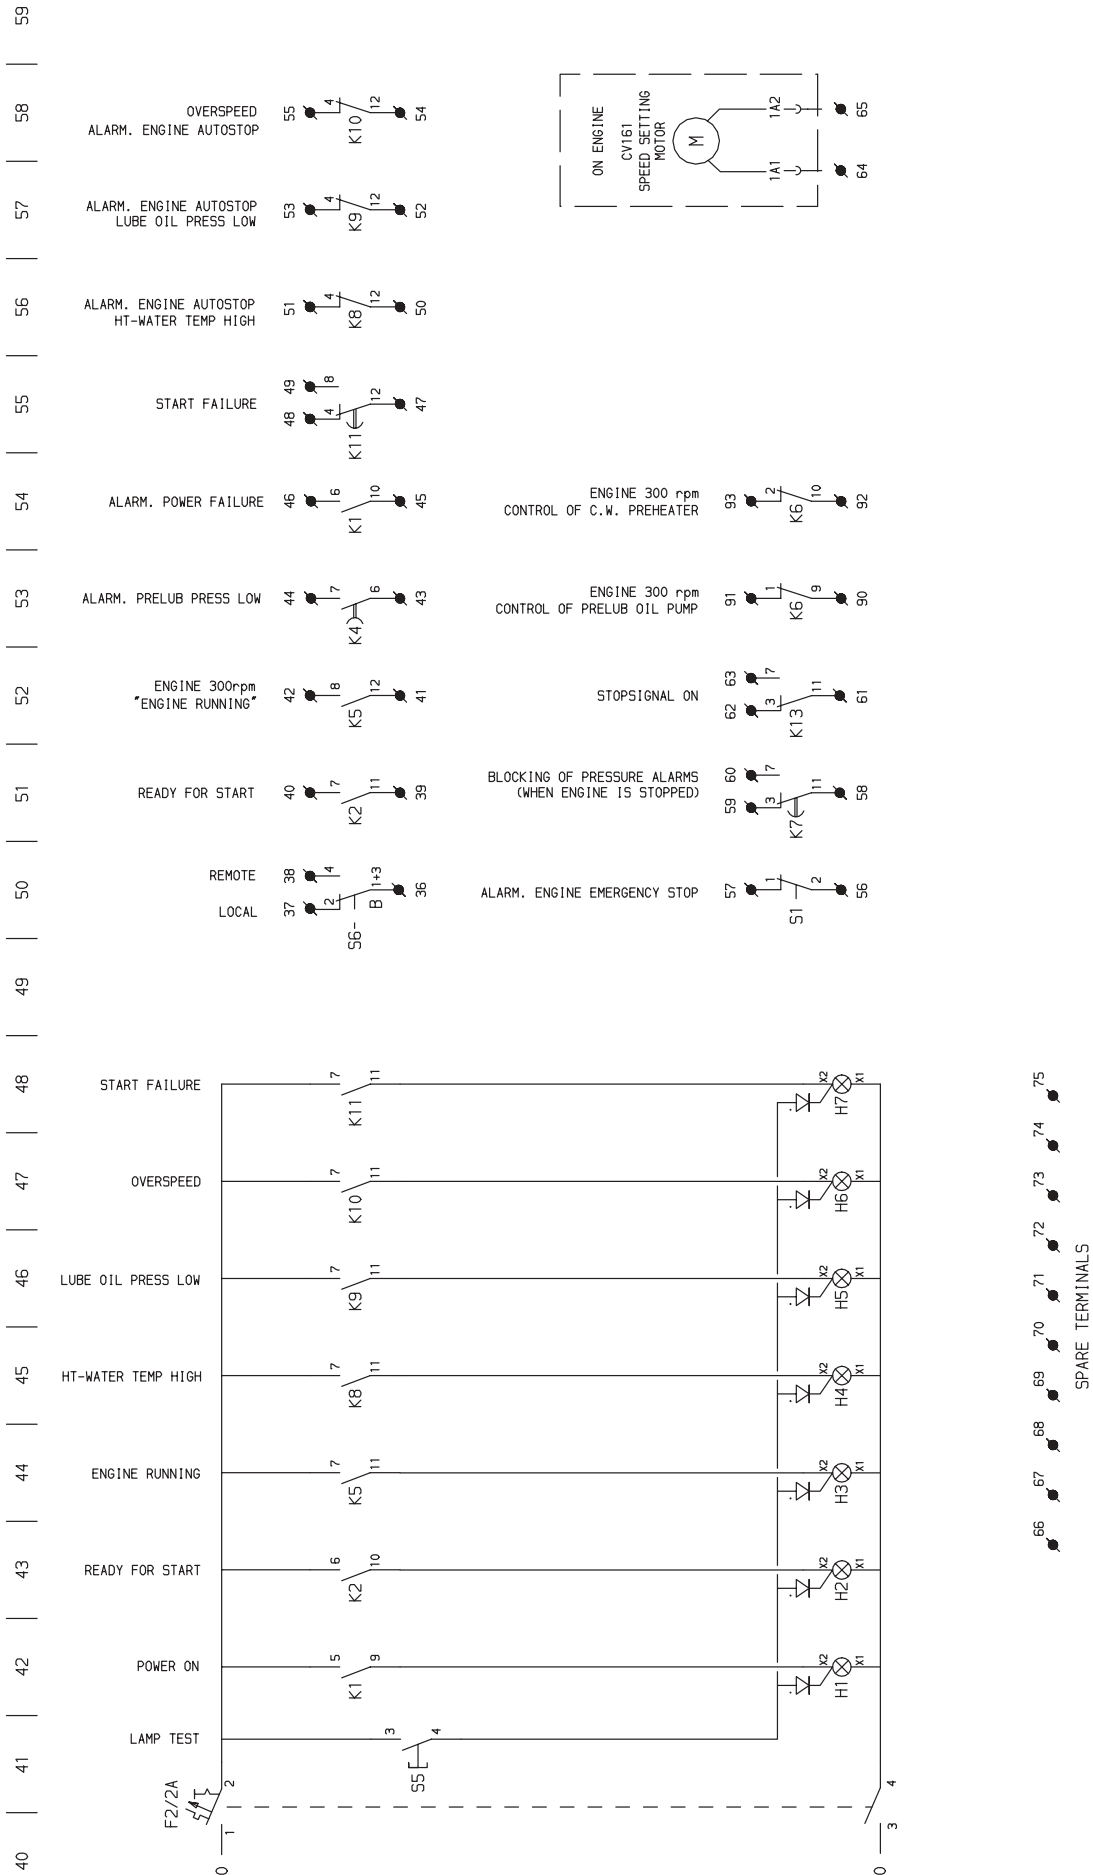 59
58
57
56
55
54
53
52
51
50
49
48
47
46
45
44
43
42
41
40
OVERSPEED
ALARM. ENGINE AUTOSTOP
55
4
K10
12
54
ON ENGINE
CV161
SPEED SETTING
MOTOR
M
1A2
65
1A1
64
ALARM. ENGINE AUTOSTOP
LUBE OIL PRESS LOW
53
4
K9
12
52
ALARM. ENGINE AUTOSTOP
HT-WATER TEMP HIGH
51
4
K8
12
50
START FAILURE
49
8
48
4
K11
12
47
ALARM. POWER FAILURE
46
6
K1
10
45
ENGINE 300 rpm
CONTROL OF C.W. PREHEATER
93
2
K6
10
92
ALARM. PRELUB PRESS LOW
44
7
K4
6
43
ENGINE 300 rpm
CONTROL OF PRELUB OIL PUMP
91
1
K6
9
90
ENGINE 300rpm
"ENGINE RUNNING"
42
8
K5
12
41
STOPSIGNAL ON
63
7
62
3
K13
11
61
READY FOR START
40
7
K2
11
39
BLOCKING OF PRESSURE ALARMS
(WHEN ENGINE IS STOPPED)
60
7
59
3
K7
11
58
REMOTE
38
4
LOCAL
37
2
S6-
B
1+3
36
ALARM. ENGINE EMERGENCY STOP
57
1
S1
2
56
START FAILURE
7
K11
11
X2
H7
X1
OVERSPEED
7
K10
11
X2
H6
X1
LUBE OIL PRESS LOW
7
K9
11
X2
H5
X1
HT-WATER TEMP HIGH
7
K8
11
X2
H4
X1
ENGINE RUNNING
7
K5
11
X2
H3
X1
READY FOR START
6
K2
10
X2
H2
X1
POWER ON
5
K1
9
X2
H1
X1
LAMP TEST
3
S5
4
F2/2A
2
1
4
3
0
0
75
74
73
72
71
70
69
68
67
66
SPARE TERMINALS